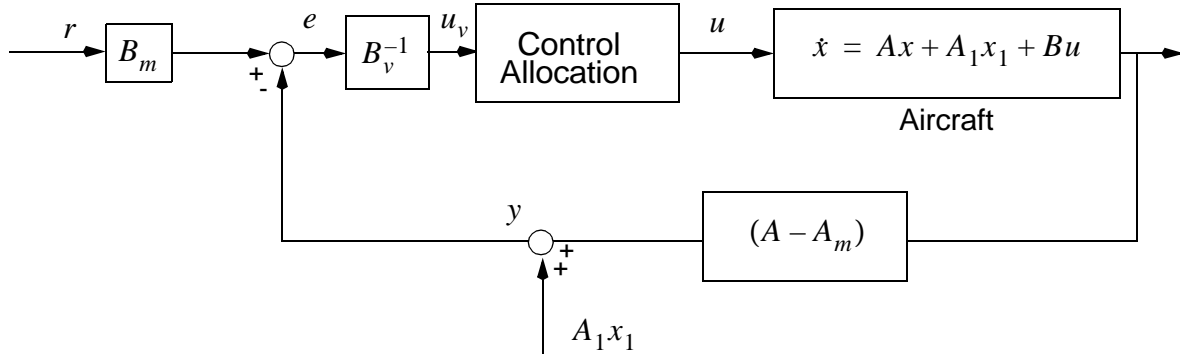 r
B_m
+
-
e
B_v^{-1}
u_v
Control
Allocation
u
ẋ = Ax + A_1x_1 + Bu
Aircraft
y
+
+
(A – A_m)
A_1x_1